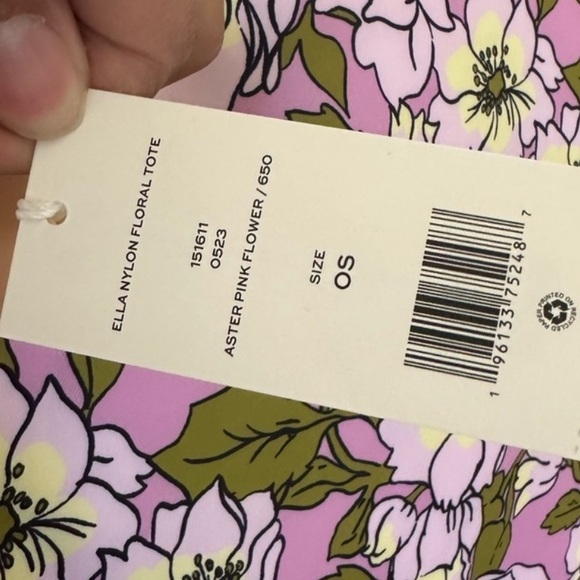 ELLA NYLON FLORAL TOTE
151611
0523
ASTER PINK FLOWER / 650
SIZE
OS
1 96133 75248 7
PRINTED ON RECYCLED PAPER